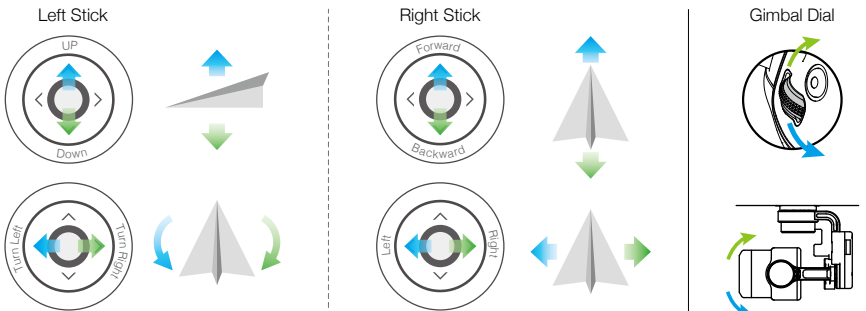 Left Stick
UP
Down
Turn Left
Turn Right
Right Stick
Forward
Backward
Left
Right
Gimbal Dial